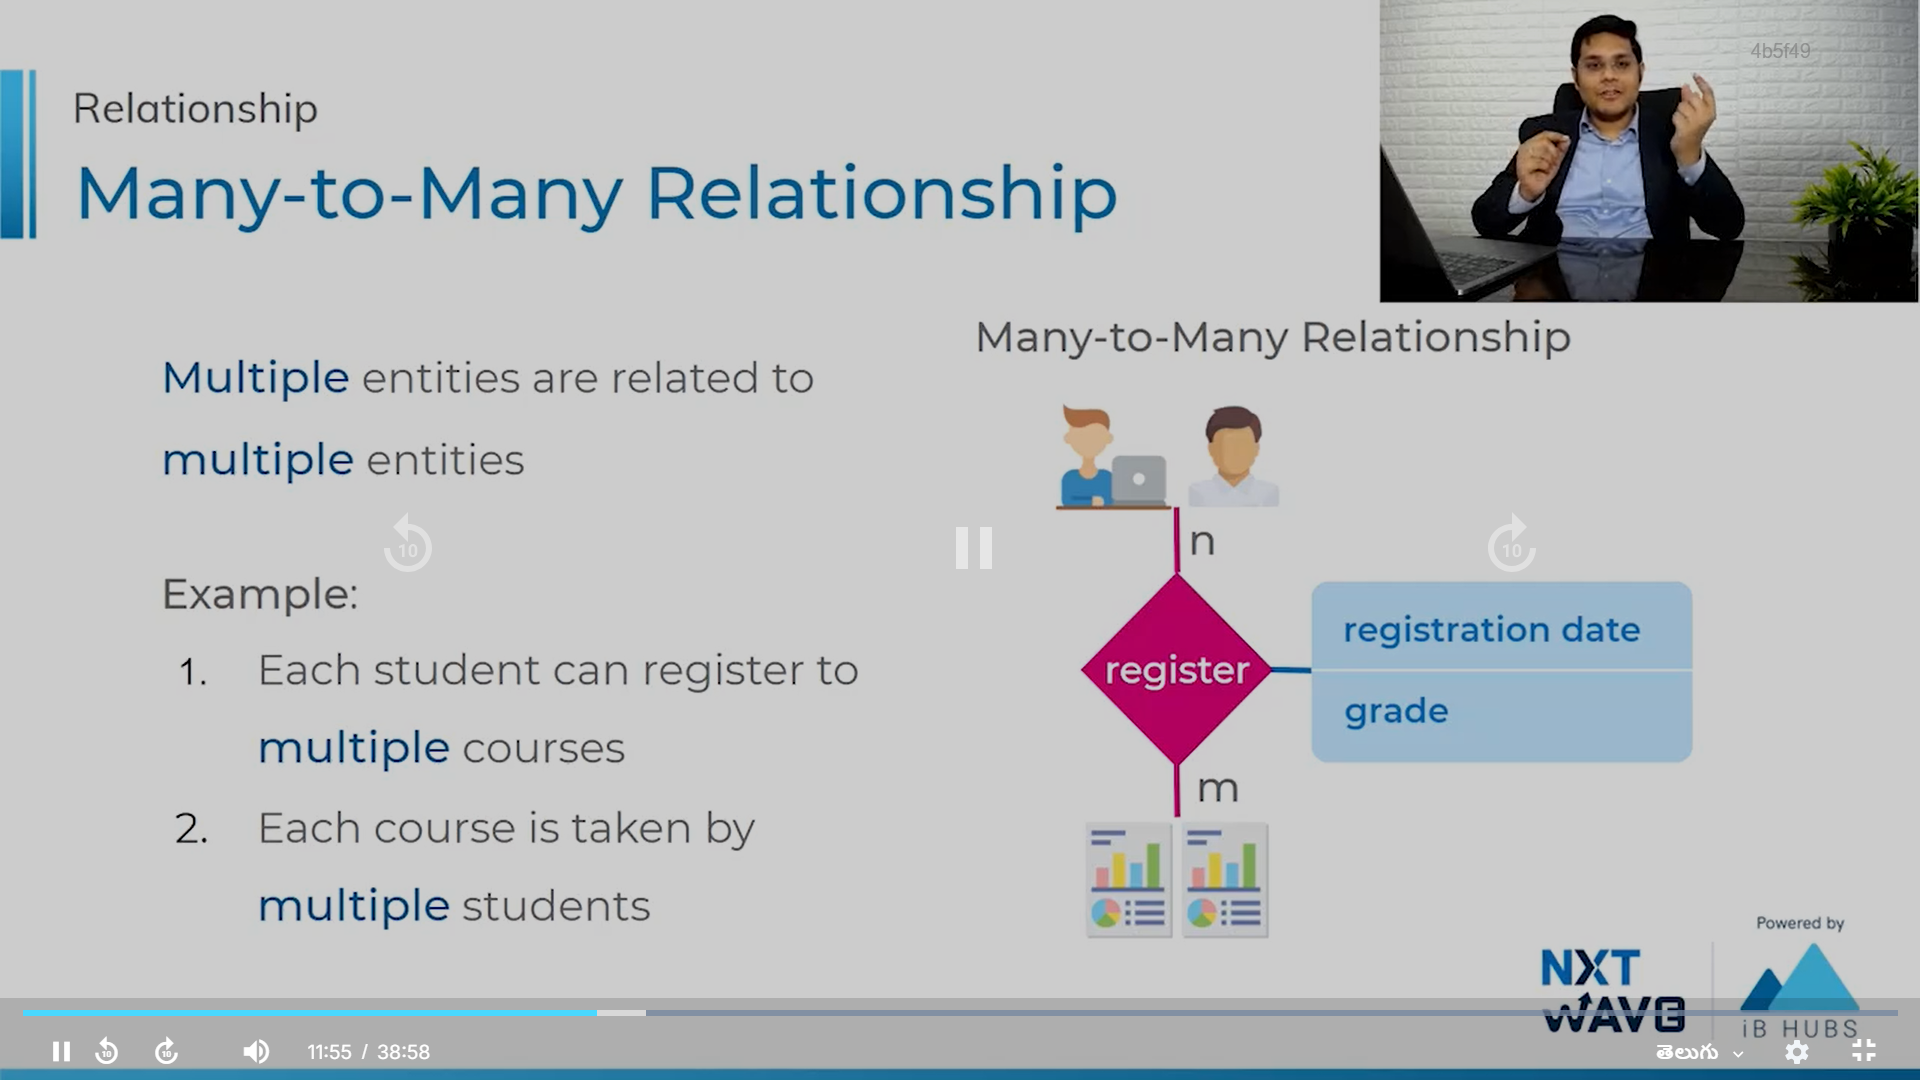 4b5f49
Relationship
Many-to-Many Relationship
Many-to-Many Relationship
Multiple entities are related to
multiple entities
n
10
10
Example:
1. Each student can register to
multiple courses
2. Each course is taken by
multiple students
register
registration date
grade
m
Powered by
NXT
WAVE
iB HUBS
10
10
11:55 / 38:58
తెలుగు